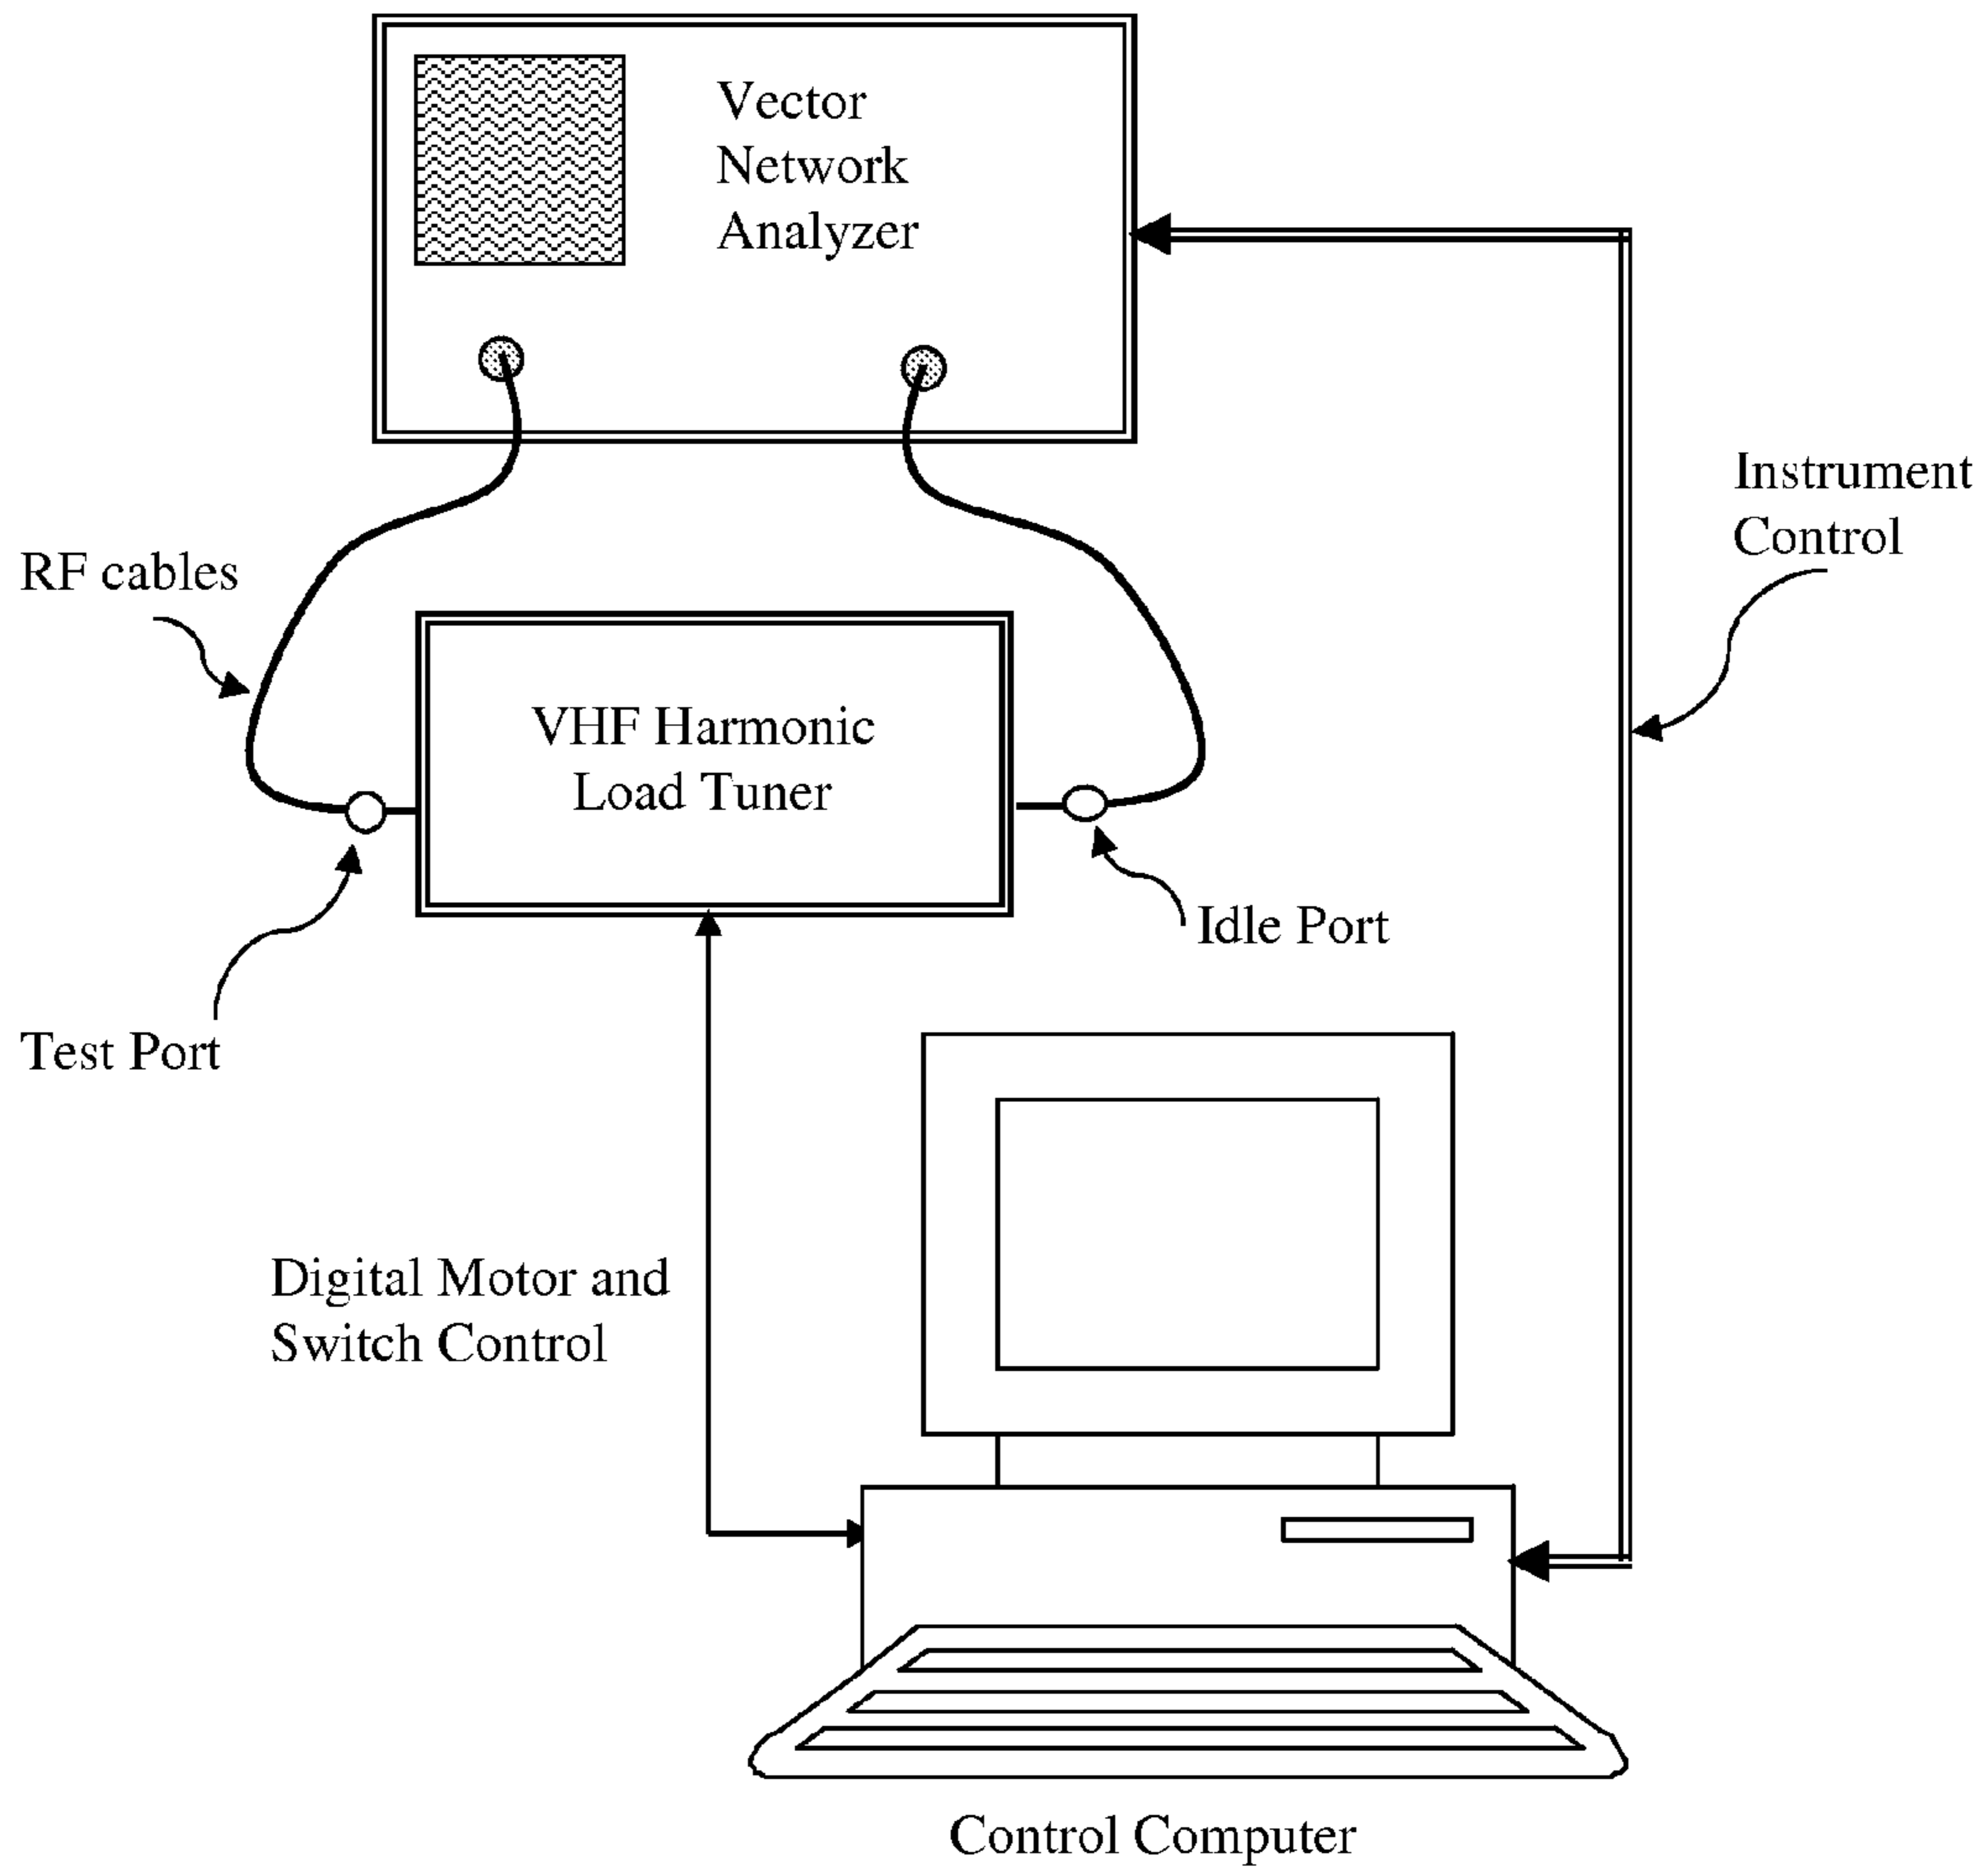 Vector
Network
Analyzer
Instrument
Control
RF cables
VHF Harmonic
Load Tuner
Idle Port
Test Port
Digital Motor and
Switch Control
Control Computer